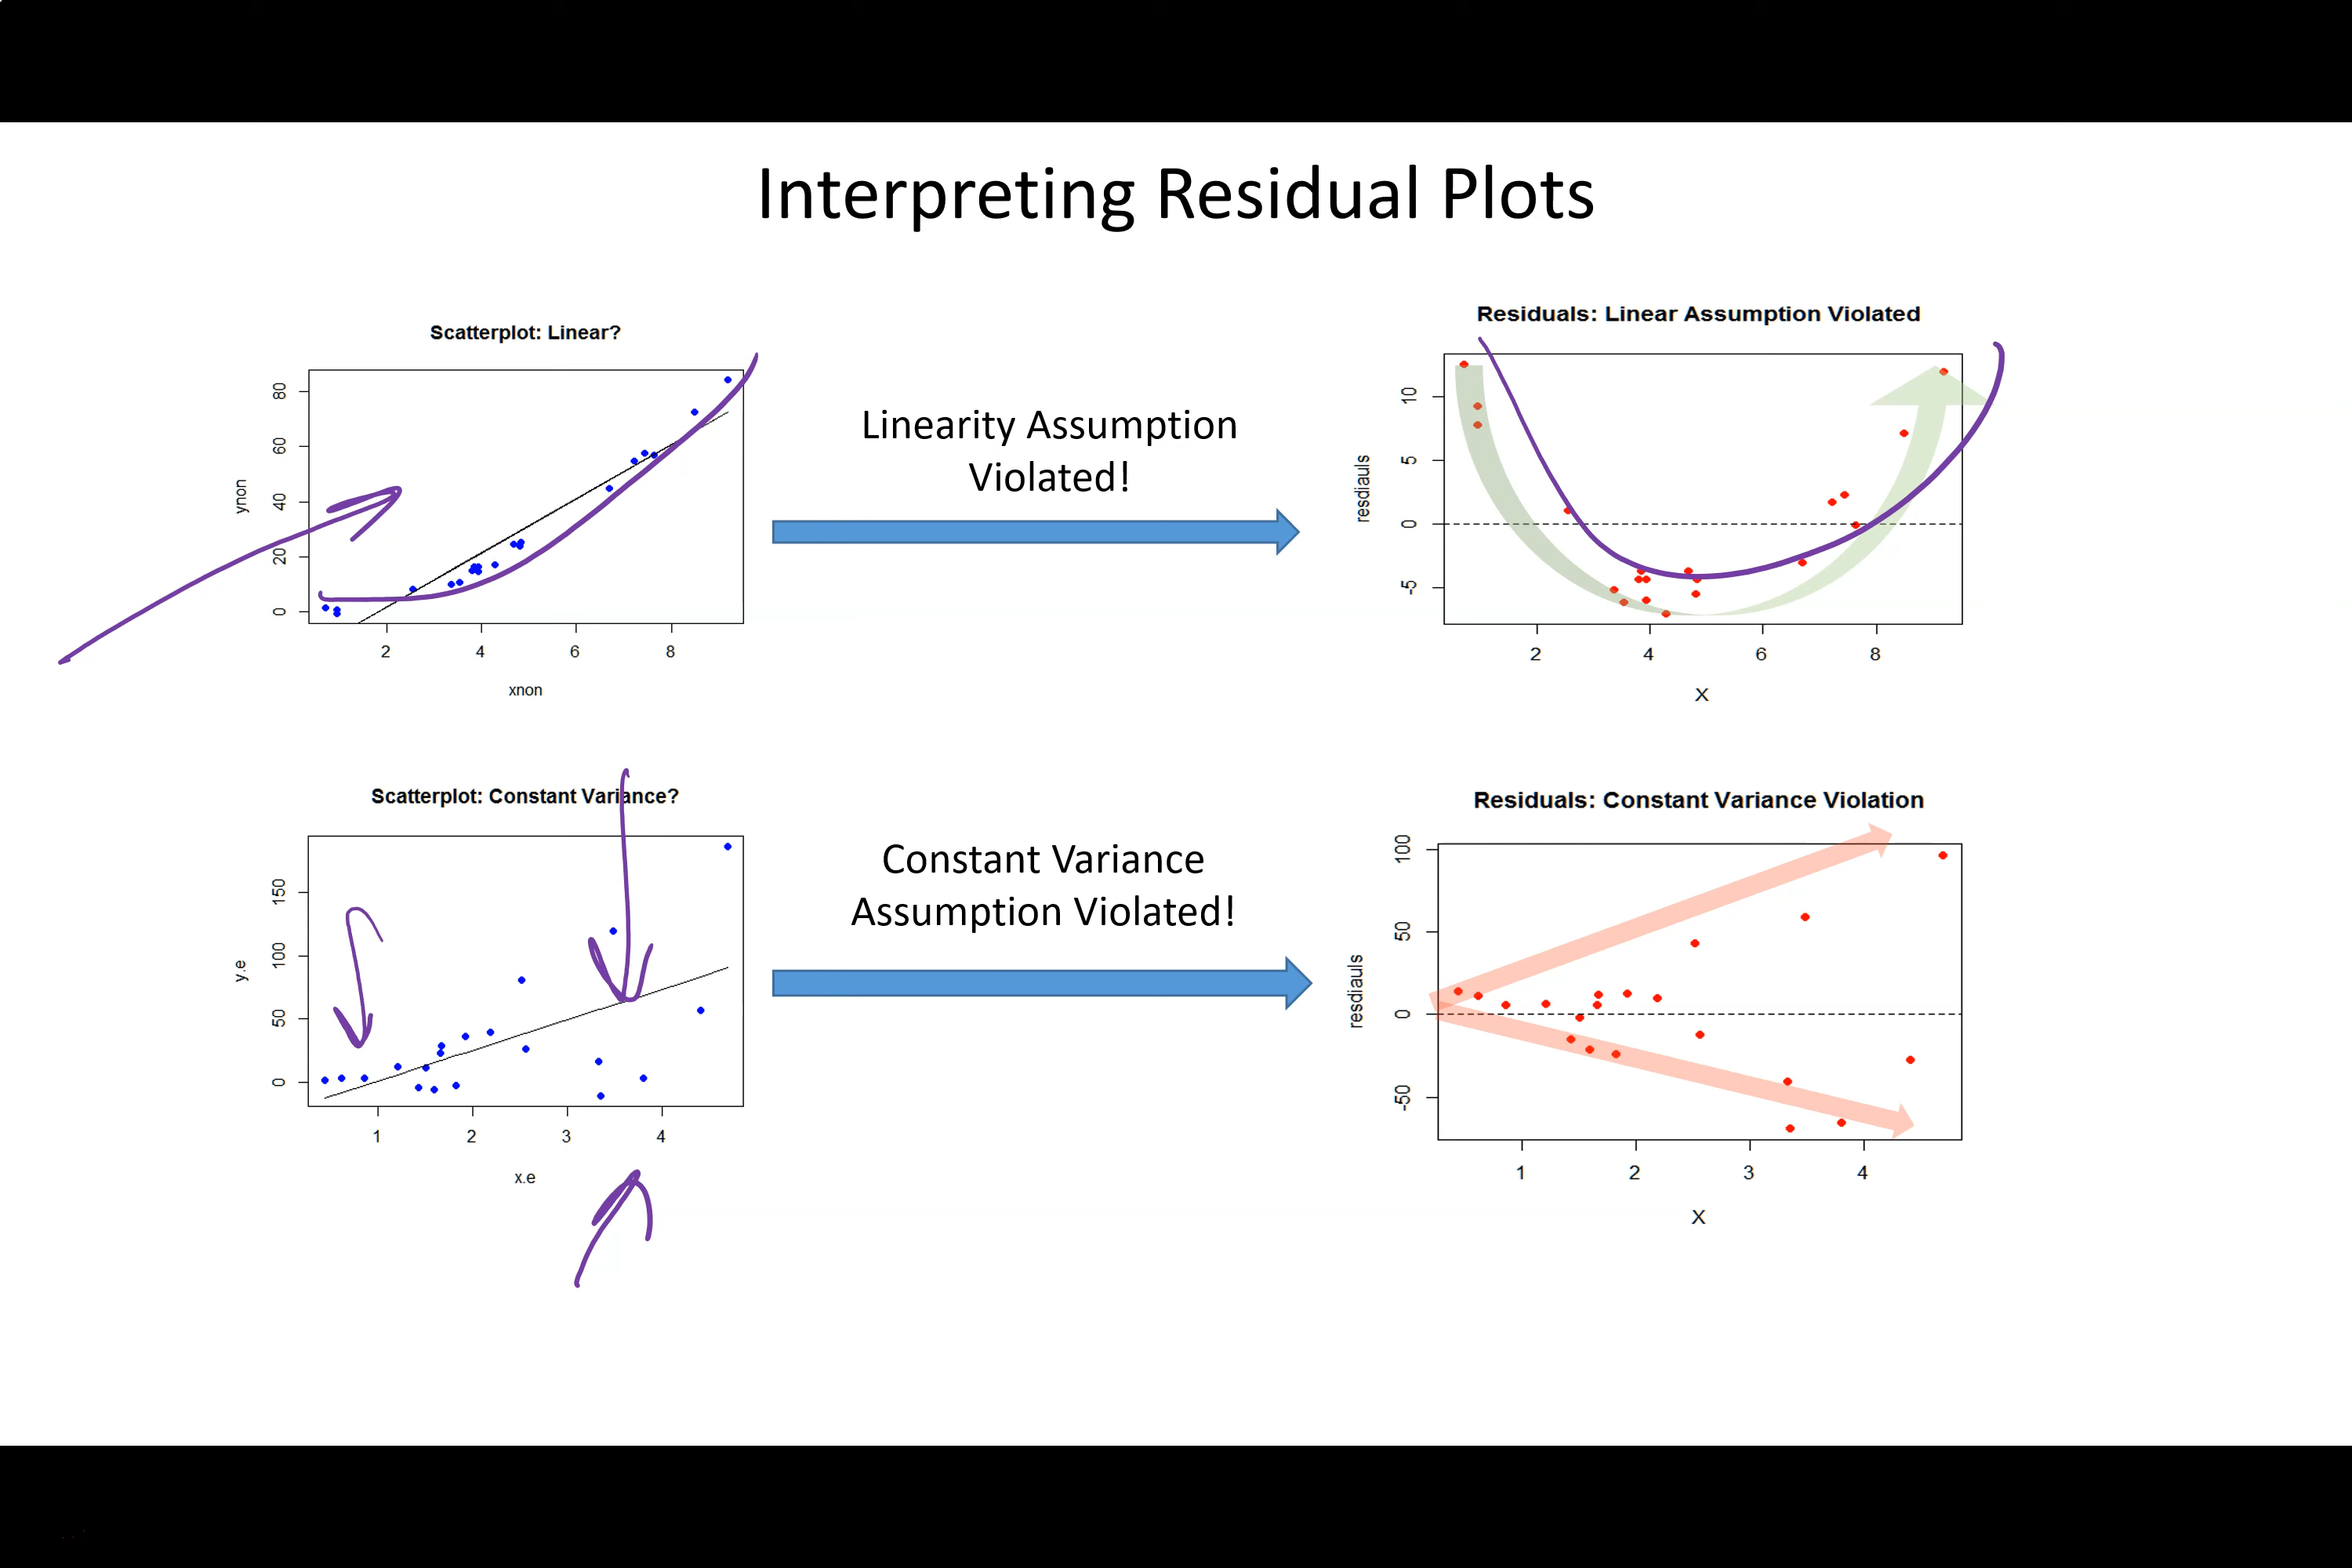 Interpreting Residual Plots
Scatterplot: Linear?
ynon
80
60
40
20
0
2 4 6 8
xnon
Linearity Assumption
Violated!
Residuals: Linear Assumption Violated
resdiauls
10
5
0
-5
2 4 6 8
X
Scatterplot: Constant Variance?
y.e
150
100
50
0
1 2 3 4
x.e
Constant Variance
Assumption Violated!
Residuals: Constant Variance Violation
resdiauls
100
50
0
-50
1 2 3 4
X